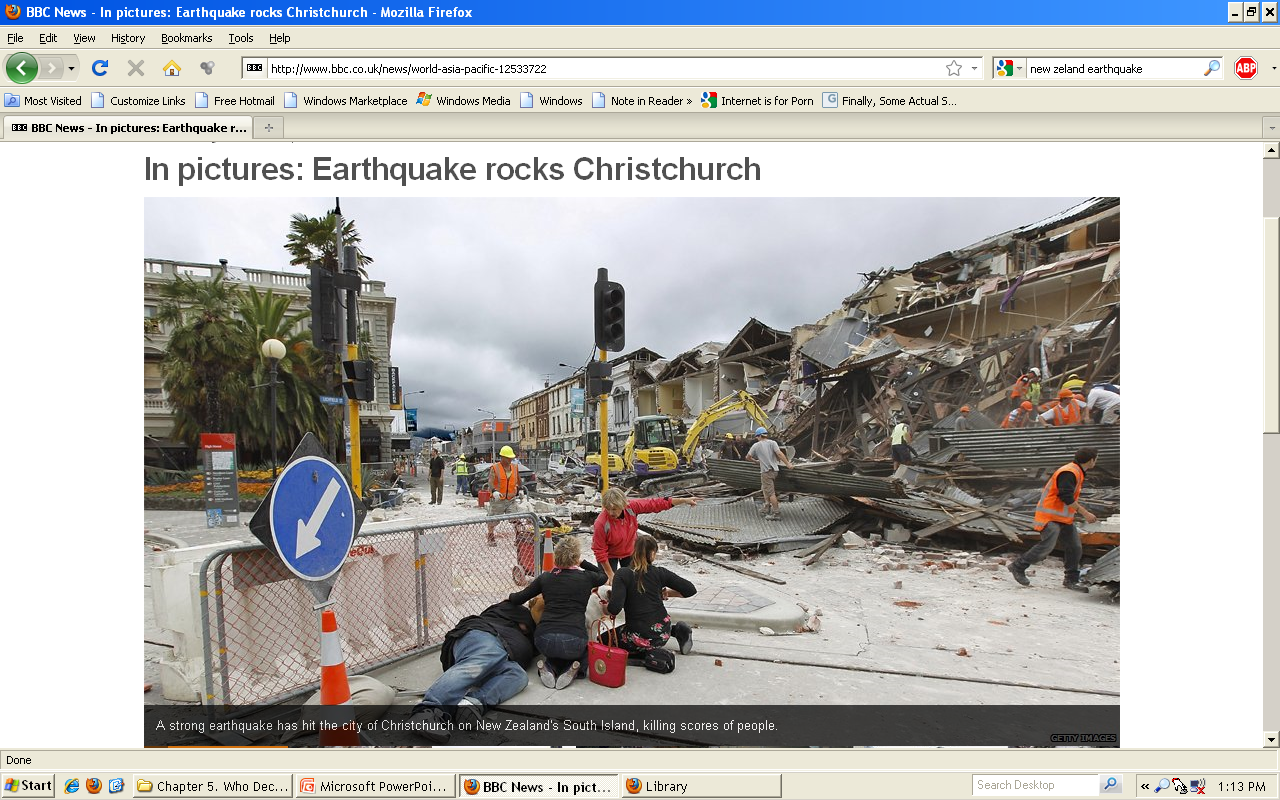 BBC News - In pictures: Earthquake rocks Christchurch - Mozilla Firefox
File Edit View History Bookmarks Tools Help
BBC http://www.bbc.co.uk/news/world-asia-pacific-12533722
new zeland earthquake
ABP
Most Visited Customize Links Free Hotmail Windows Marketplace Windows Media Windows Note in Reader » Internet is for Porn Finally, Some Actual S...
BBC BBC News - In pictures: Earthquake r...
In pictures: Earthquake rocks Christchurch
A strong earthquake has hit the city of Christchurch on New Zealand's South Island, killing scores of people.
GETTY IMAGES
Done
Start Chapter 5. Who Dec... Microsoft PowerPoi... BBC News - In pict... Library Search Desktop « 1:13 PM